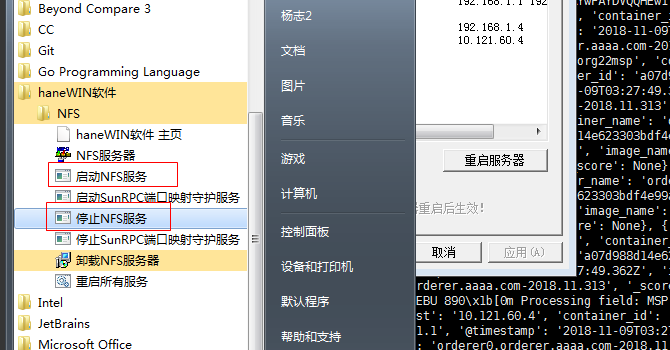 Beyond Compare 3
CC
Git
Go Programming Language
haneWIN软件
NFS
haneWIN软件 主页
NFS服务器
启动NFS服务
启动SunRPC端口映射守护服务
停止NFS服务
停止SunRPC端口映射守护服务
卸载NFS服务器
重启所有服务
Intel
JetBrains
Microsoft Office
杨志2
文档
图片
音乐
游戏
计算机
控制面板
设备和打印机
默认程序
帮助和支持
192.168.1.1 192
192.168.1.4
10.121.60.4
重启服务器
重启后生效!
取消
应用(A)
', 'container_i
: '2018-11-09T
rer.aaaa.com-20
org22msp', 'co
er_id': 'a07d9
-09T03:27:49.3
-2018.11.313'
iner_name': 'o
14e623303bdf4e
', 'image_name
score': None}
r_name': 'orde
623303bdf4e99a
'image_name':
re': None}, {
', 'container_
'a07d988d14e62
7:49.362Z', '
orderer.aaaa.com-2018.11.313', '_sco
EBU 890\x1b[0m Processing field: MSP
st': '10.121.60.4', 'container_id':
1.1', '@timestamp': '2018-11-09T03:2
: 'orderer0.orderer.aaaa.com-2018.11